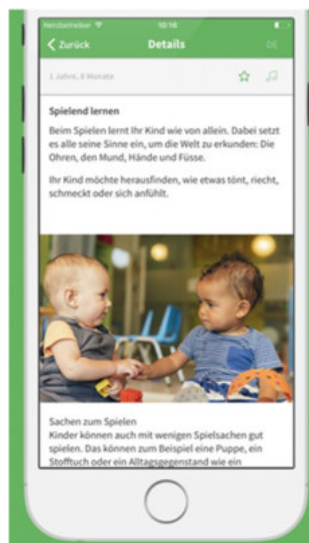 Netzbetreiber 10:16
Zurück Details DE
1 Jahre, 8 Monate
Spielend lernen
Beim Spielen lernt Ihr Kind wie von allein. Dabei setzt
es alle seine Sinne ein, um die Welt zu erkunden: Die
Ohren, den Mund, Hände und Füsse.
Ihr Kind möchte herausfinden, wie etwas tönt, riecht,
schmeckt oder sich anfühlt.
Sachen zum Spielen
Kinder können auch mit wenigen Spielsachen gut
spielen. Das können zum Beispiel eine Puppe, ein
Stofftuch oder ein Alltagsgegenstand wie ein